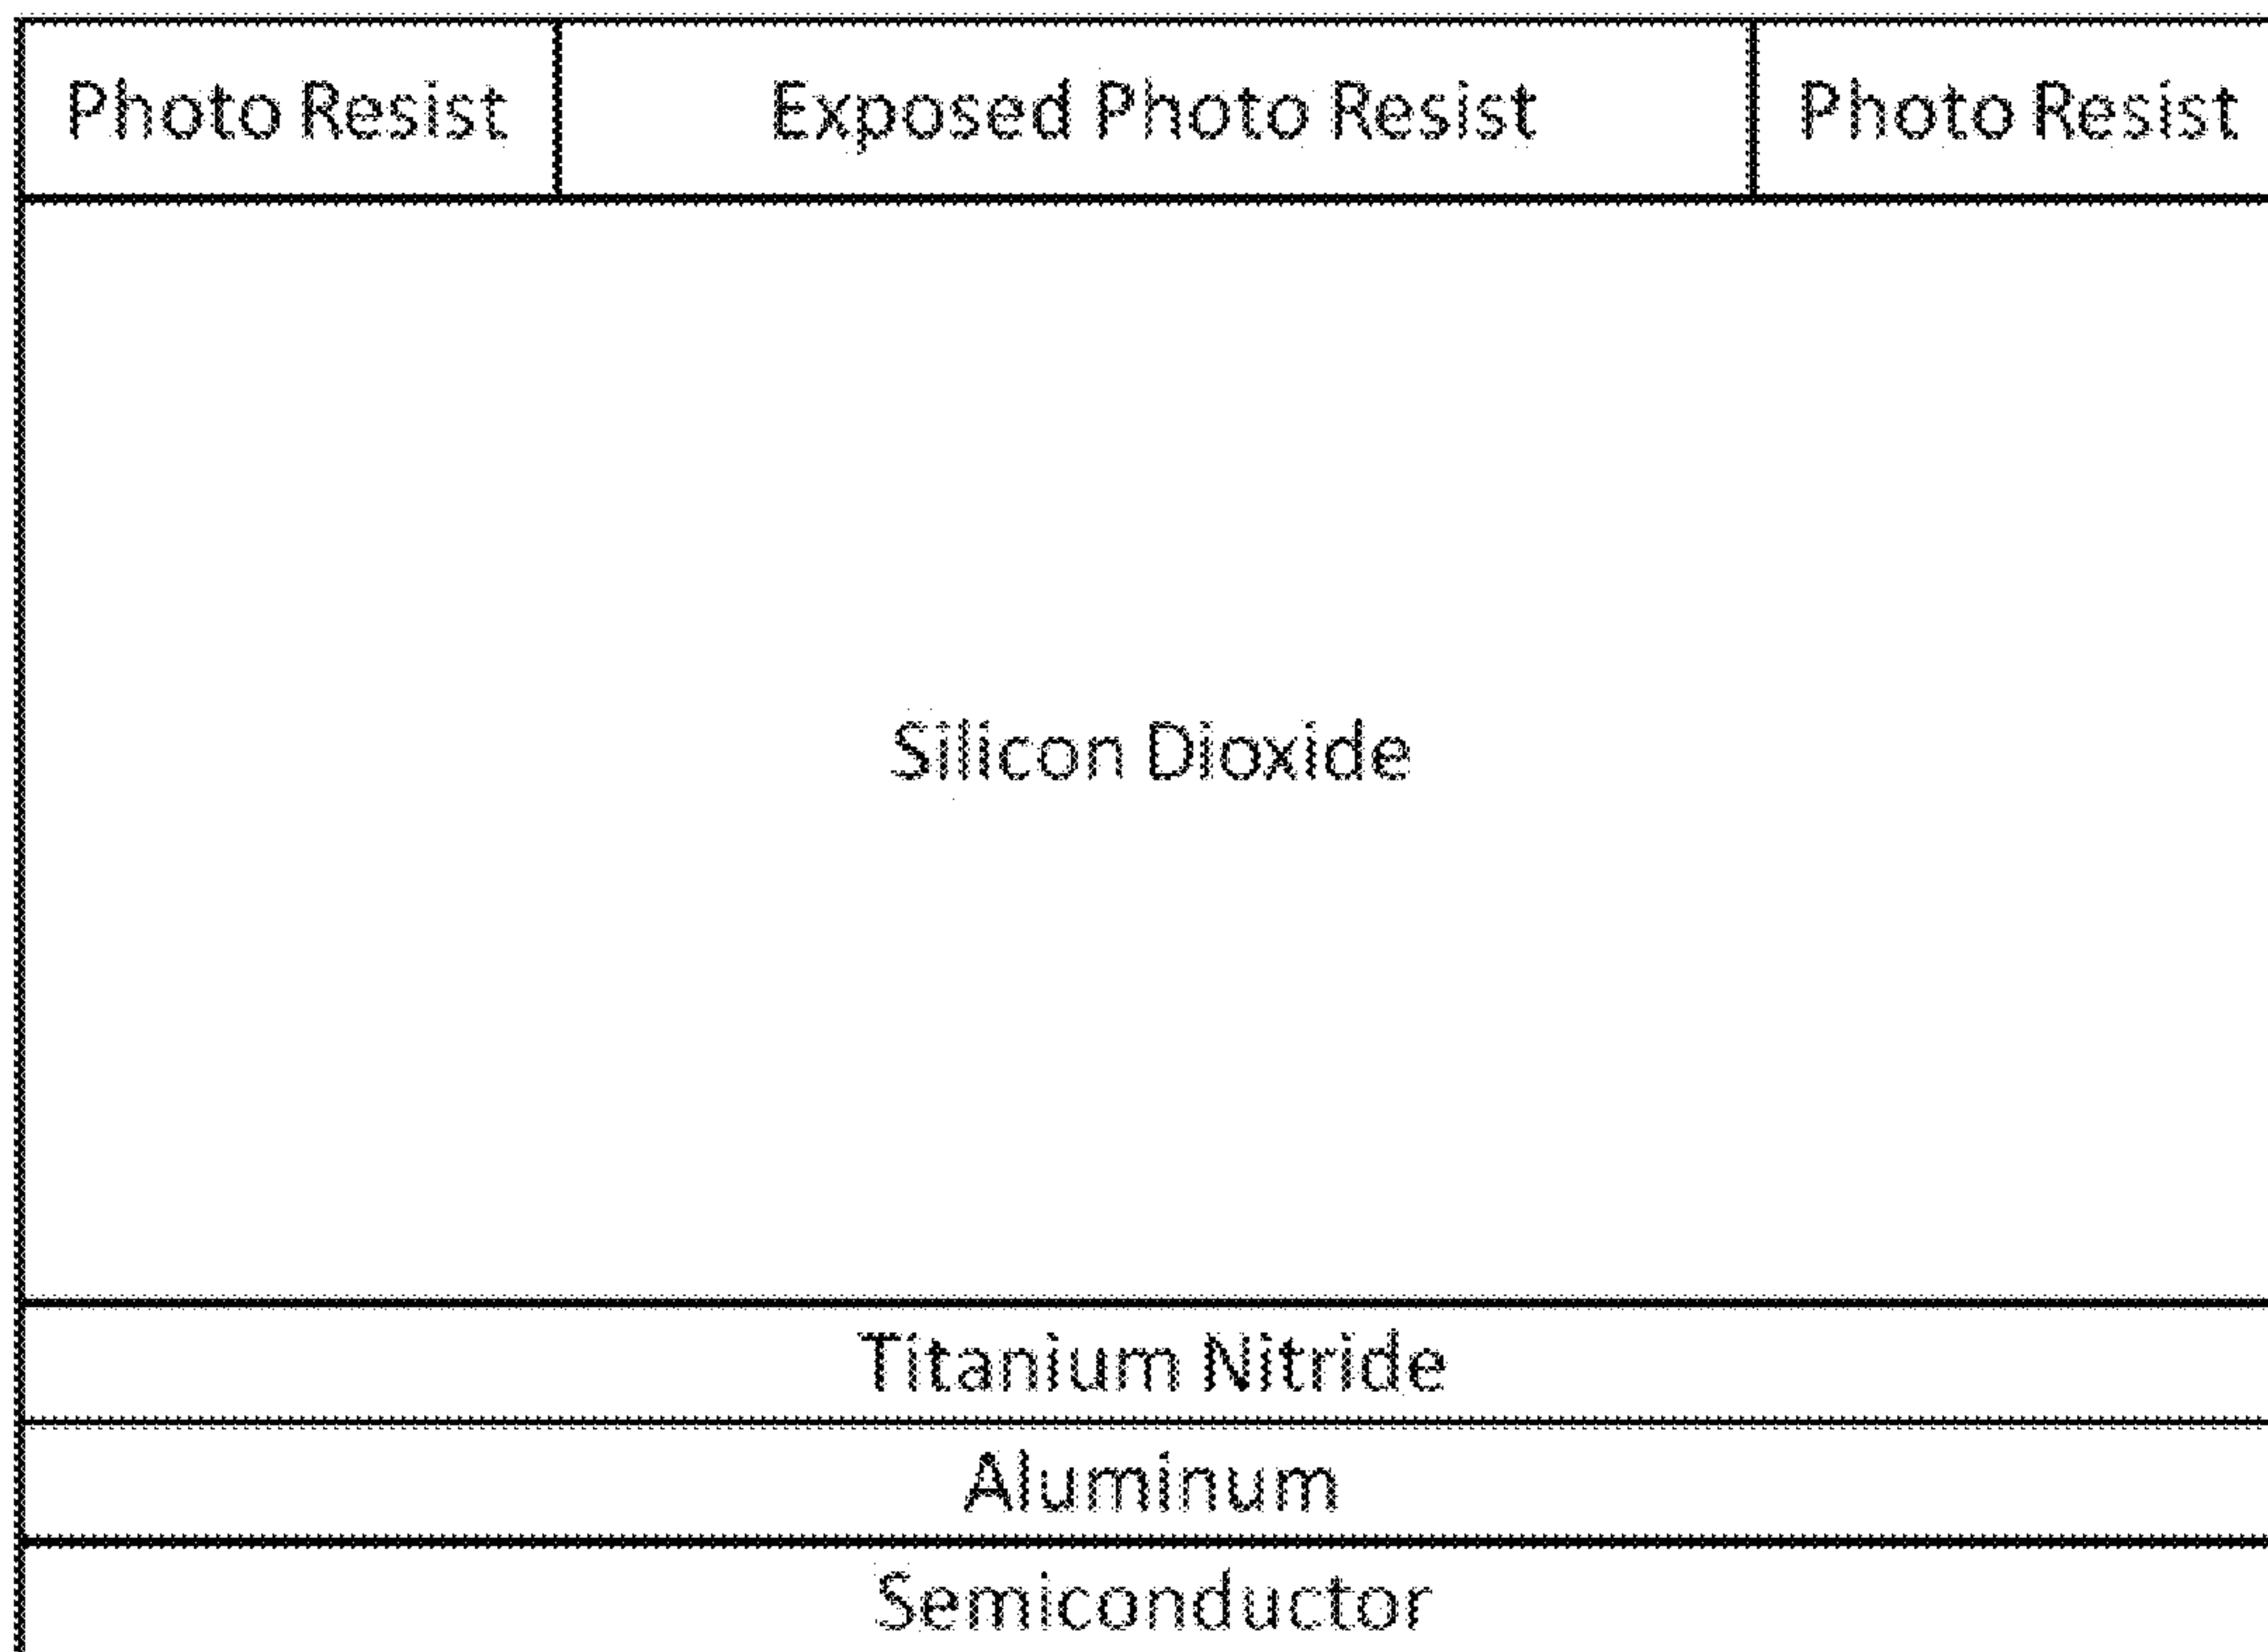 Photo Resist Exposed Photo Resist Photo Resist
Silicon Dioxide
Titanium Nitride
Aluminum
Semiconductor